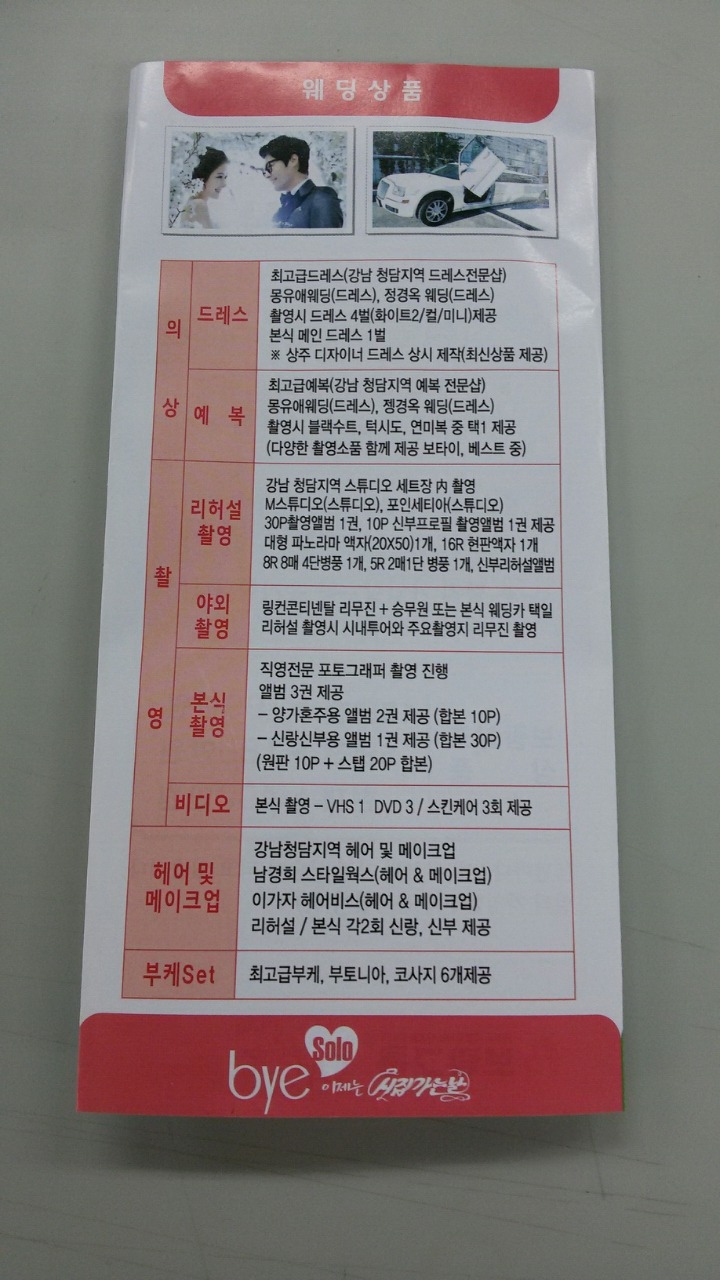 웨딩상품
의상
드레스
최고급드레스(강남 청담지역 드레스전문샵)
몽유애웨딩(드레스), 정경옥 웨딩(드레스)
촬영시 드레스 4벌(화이트2/컬/미니)제공
본식 메인 드레스 1벌
※ 상주 디자이너 드레스 상시 제작(최신상품 제공)
예 복
최고급예복(강남 청담지역 예복 전문샵)
몽유애웨딩(드레스), 젱경옥 웨딩(드레스)
촬영시 블랙수트, 턱시도, 연미복 중 택1 제공
(다양한 촬영소품 함께 제공 보타이, 베스트 중)
촬영
리허설
촬영
강남 청담지역 스튜디오 세트장 內 촬영
M스튜디오(스튜디오), 포인세티아(스튜디오)
30P촬영앨범 1권, 10P 신부프로필 촬영앨범 1권 제공
대형 파노라마 액자(20X50)1개, 16R 현판액자 1개
8R 8매 4단병풍 1개, 5R 2매1단 병풍 1개, 신부리허설앨범
야외
촬영
링컨콘티넨탈 리무진 + 승무원 또는 본식 웨딩카 택일
리허설 촬영시 시내투어와 주요촬영지 리무진 촬영
본식
촬영
직영전문 포토그래퍼 촬영 진행
앨범 3권 제공
- 양가혼주용 앨범 2권 제공 (합본 10P)
- 신랑신부용 앨범 1권 제공 (합본 30P)
(원판 10P + 스탭 20P 합본)
비디오
본식 촬영 - VHS 1 DVD 3 / 스킨케어 3회 제공
헤어 및
메이크업
강남청담지역 헤어 및 메이크업
남경희 스타일웍스(헤어 & 메이크업)
이가자 헤어비스(헤어 & 메이크업)
리허설 / 본식 각2회 신랑, 신부 제공
부케Set
최고급부케, 부토니아, 코사지 6개제공
bye Solo 이제는 시집가는날